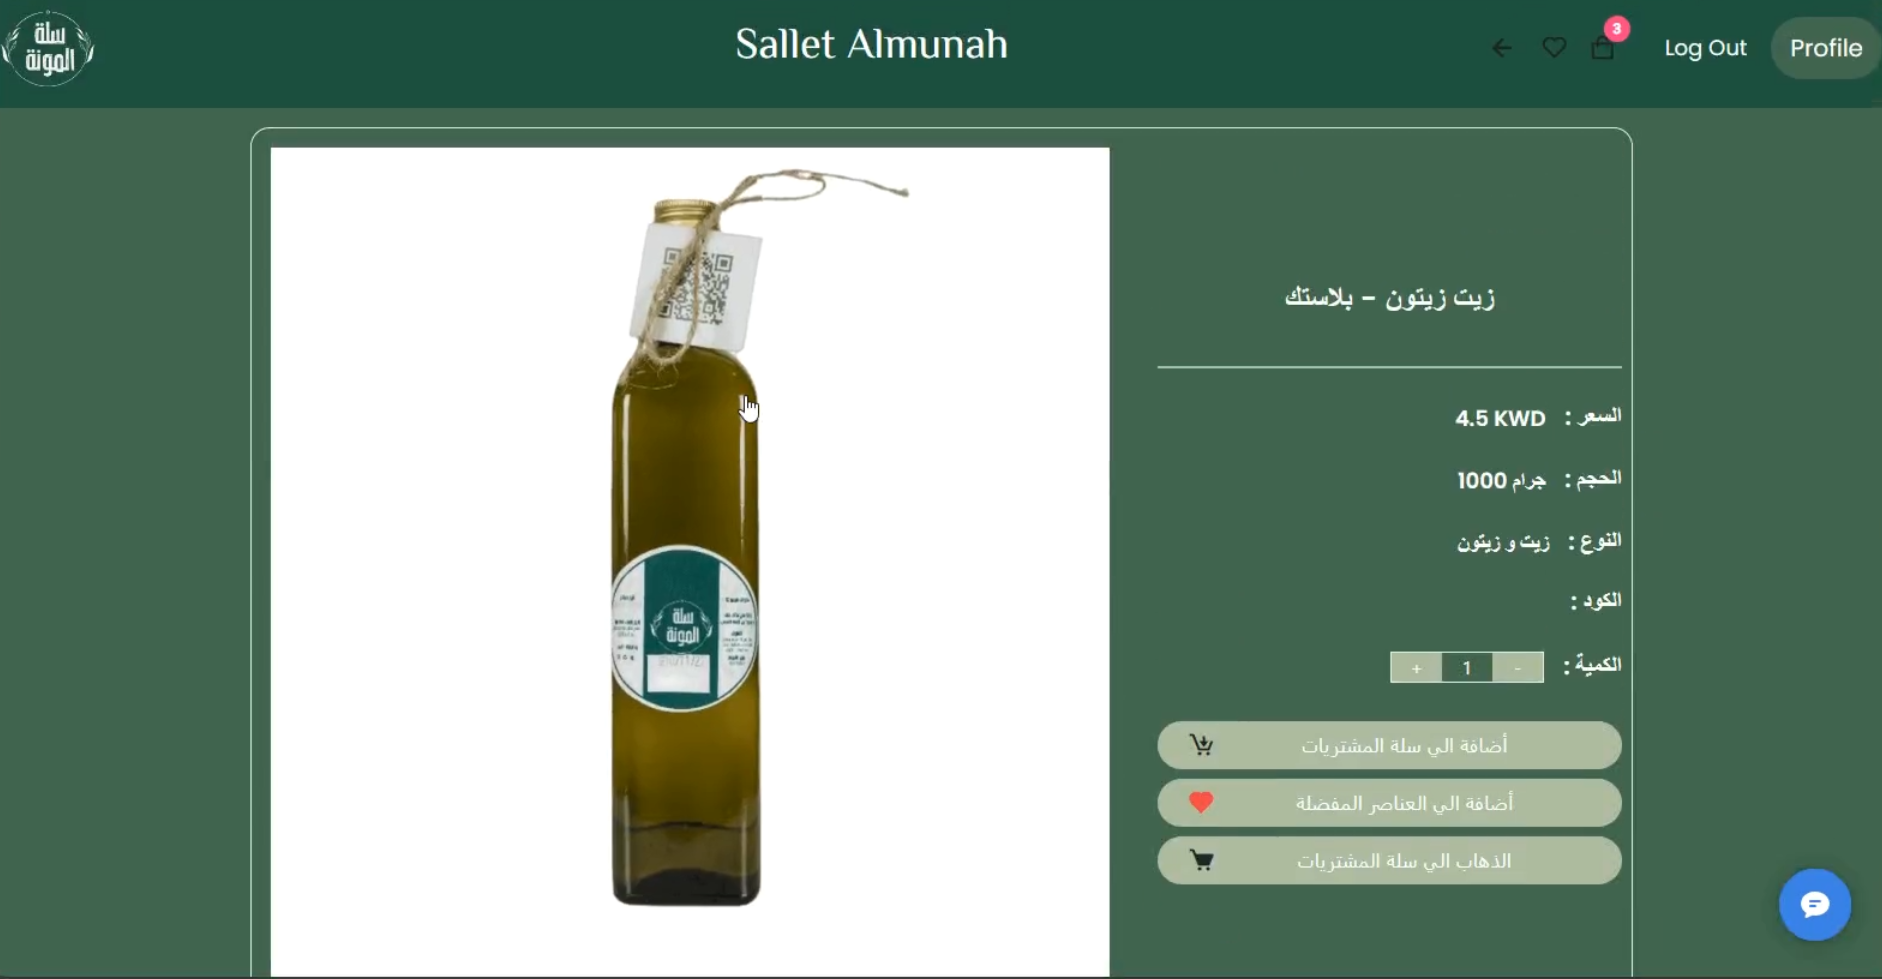 سلة
المونة
Sallet Almunah
3
Log Out
Profile
زيت زيتون - بلاستك
السعر : 4.5 KWD
الحجم : جرام 1000
النوع : زيت و زيتون
الكود :
الكمية : - 1 +
أضافة الي سلة المشتريات
أضافة الي العناصر المفضلة
الذهاب الي سلة المشتريات
سلة
المونة